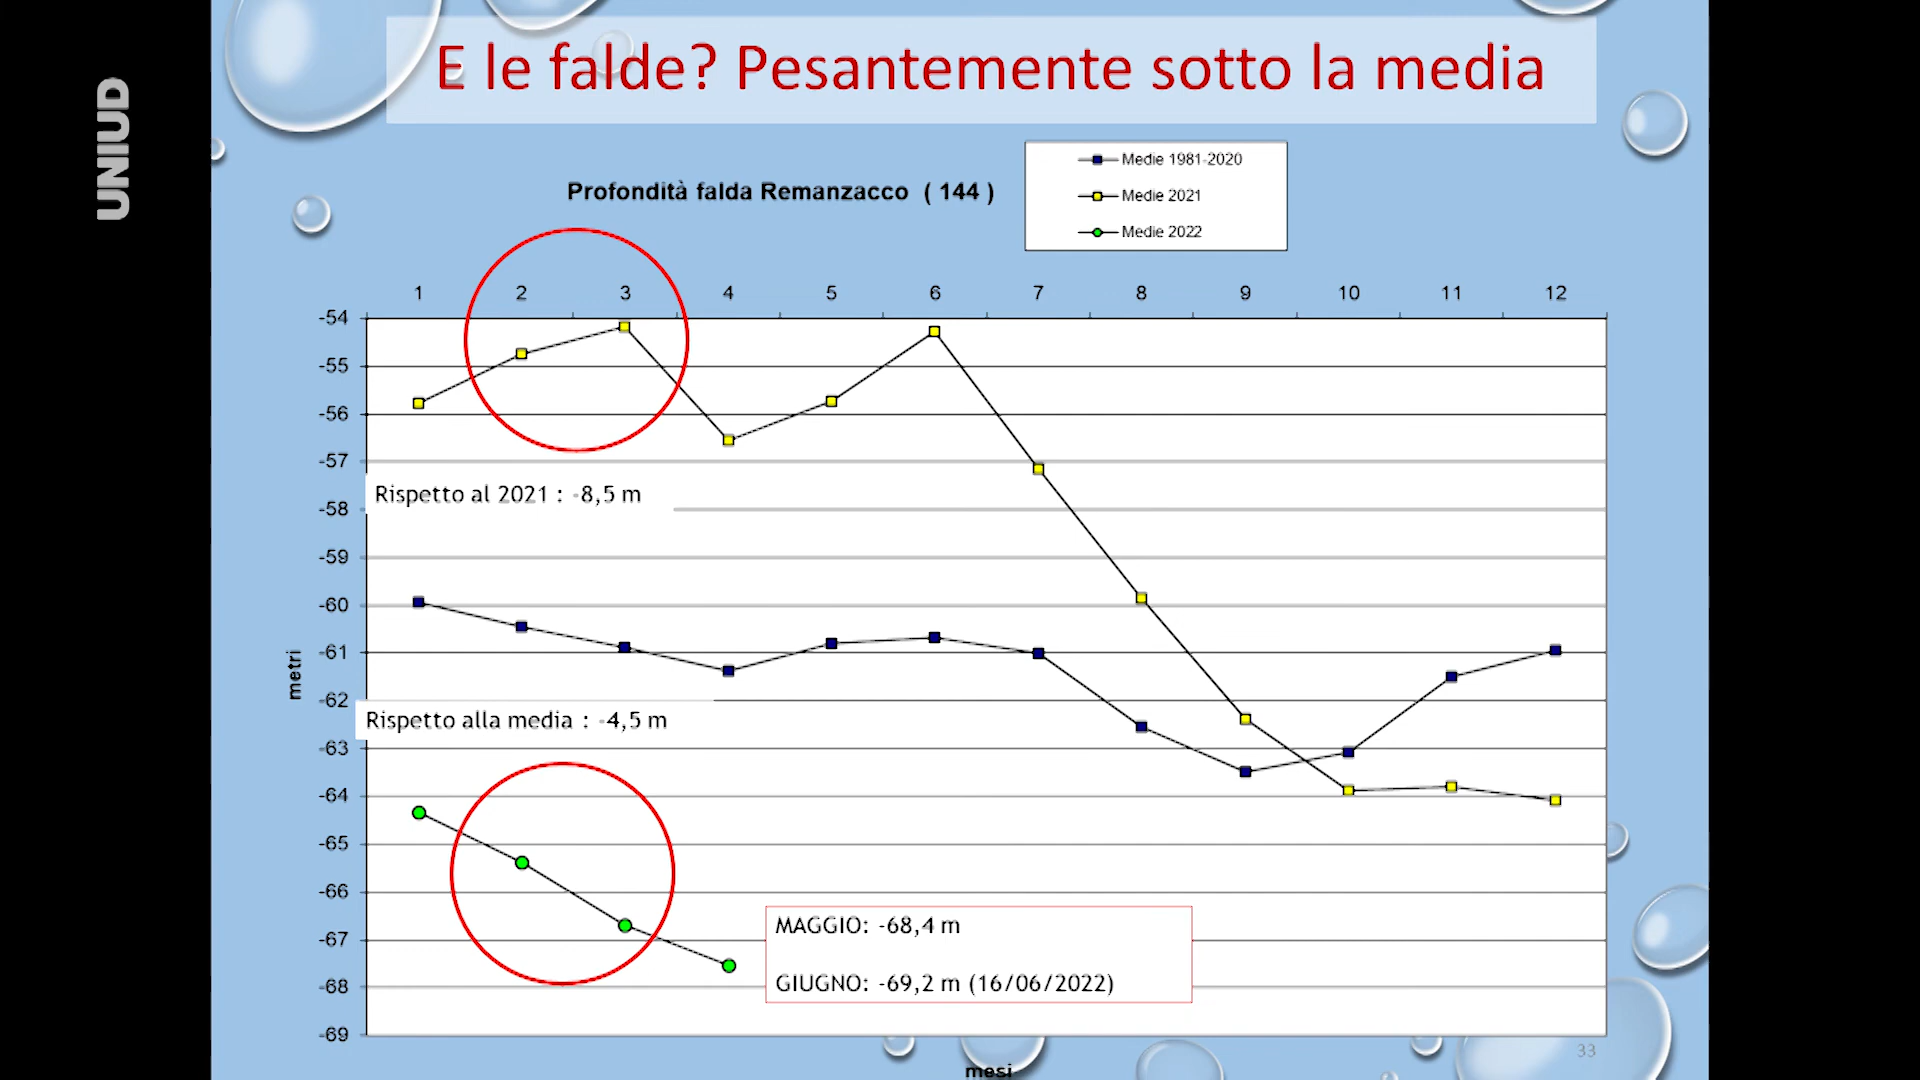 UNIUD
E le falde? Pesantemente sotto la media
Medie 1981-2020
Medie 2021
Medie 2022
Profondità falda Remanzacco ( 144 )
1 2 3 4 5 6 7 8 9 10 11 12
-54
-55
-56
-57
Rispetto al 2021 : -8,5 m
-58
-59
-60
-61
metri
-62
Rispetto alla media : -4,5 m
-63
-64
-65
-66
MAGGIO: -68,4 m
-67
GIUGNO: -69,2 m (16/06/2022)
-68
-69
33
mesi